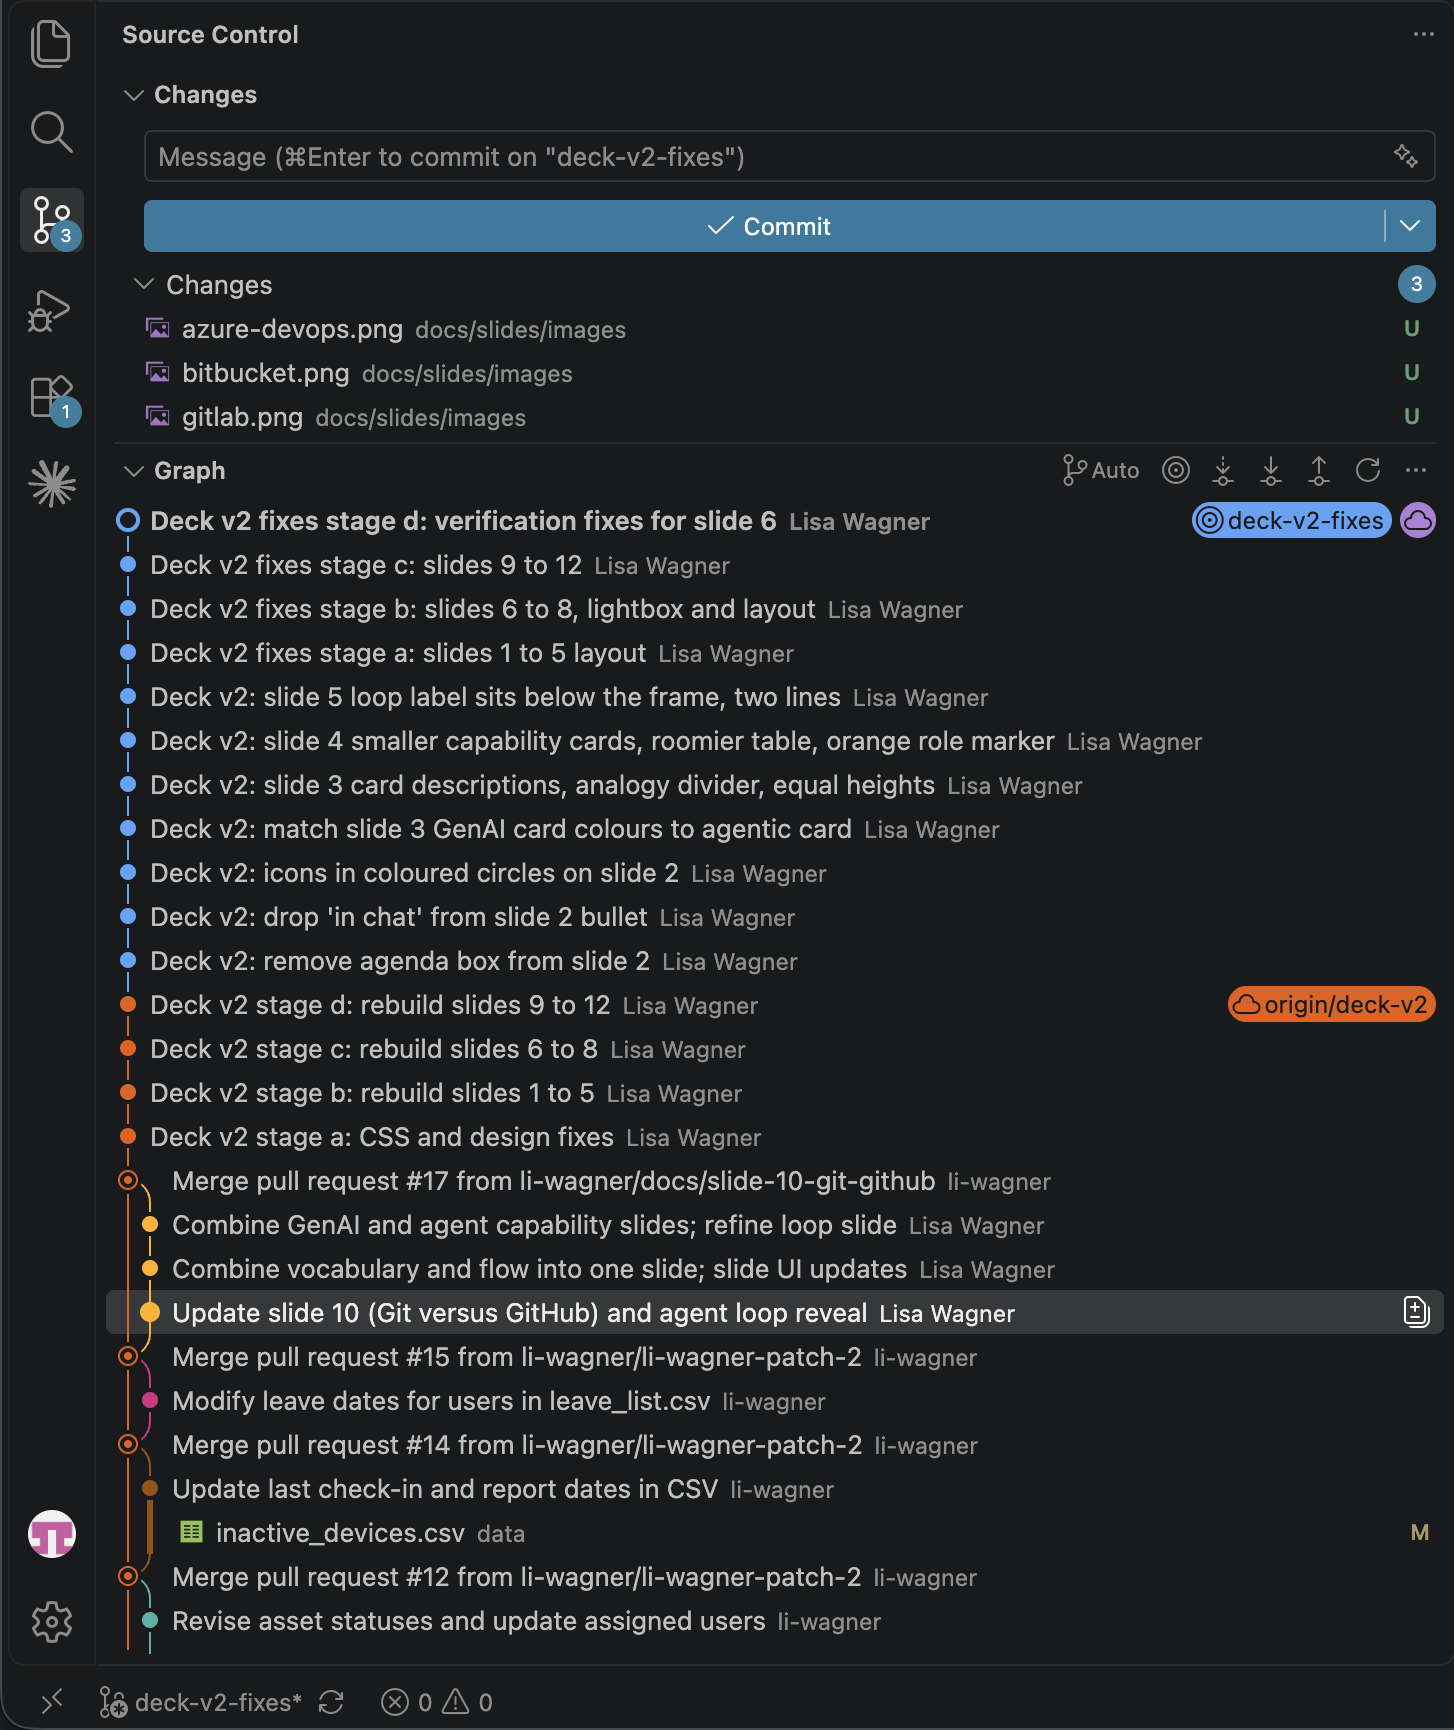 Source Control
Changes
Message (⌘Enter to commit on "deck-v2-fixes")
Commit
3
Changes
3
azure-devops.png docs/slides/images U
bitbucket.png docs/slides/images U
1
gitlab.png docs/slides/images U
Graph
Auto
Deck v2 fixes stage d: verification fixes for slide 6 Lisa Wagner deck-v2-fixes
Deck v2 fixes stage c: slides 9 to 12 Lisa Wagner
Deck v2 fixes stage b: slides 6 to 8, lightbox and layout Lisa Wagner
Deck v2 fixes stage a: slides 1 to 5 layout Lisa Wagner
Deck v2: slide 5 loop label sits below the frame, two lines Lisa Wagner
Deck v2: slide 4 smaller capability cards, roomier table, orange role marker Lisa Wagner
Deck v2: slide 3 card descriptions, analogy divider, equal heights Lisa Wagner
Deck v2: match slide 3 GenAI card colours to agentic card Lisa Wagner
Deck v2: icons in coloured circles on slide 2 Lisa Wagner
Deck v2: drop 'in chat' from slide 2 bullet Lisa Wagner
Deck v2: remove agenda box from slide 2 Lisa Wagner
Deck v2 stage d: rebuild slides 9 to 12 Lisa Wagner origin/deck-v2
Deck v2 stage c: rebuild slides 6 to 8 Lisa Wagner
Deck v2 stage b: rebuild slides 1 to 5 Lisa Wagner
Deck v2 stage a: CSS and design fixes Lisa Wagner
Merge pull request #17 from li-wagner/docs/slide-10-git-github li-wagner
Combine GenAI and agent capability slides; refine loop slide Lisa Wagner
Combine vocabulary and flow into one slide; slide UI updates Lisa Wagner
Update slide 10 (Git versus GitHub) and agent loop reveal Lisa Wagner
Merge pull request #15 from li-wagner/li-wagner-patch-2 li-wagner
Modify leave dates for users in leave_list.csv li-wagner
Merge pull request #14 from li-wagner/li-wagner-patch-2 li-wagner
Update last check-in and report dates in CSV li-wagner
inactive_devices.csv data M
Merge pull request #12 from li-wagner/li-wagner-patch-2 li-wagner
Revise asset statuses and update assigned users li-wagner
deck-v2-fixes* 0 0